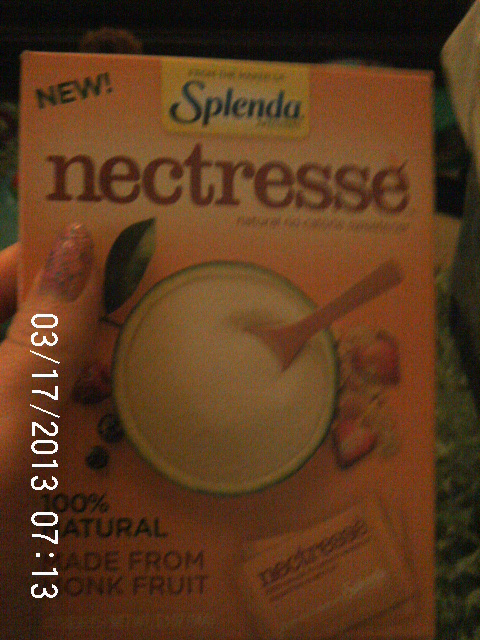 NEW!
FROM THE MAKERS OF
Splenda
nectresse
natural no calorie sweetener
100%
NATURAL
MADE FROM
MONK FRUIT
nectresse
03/17/2013 07:13